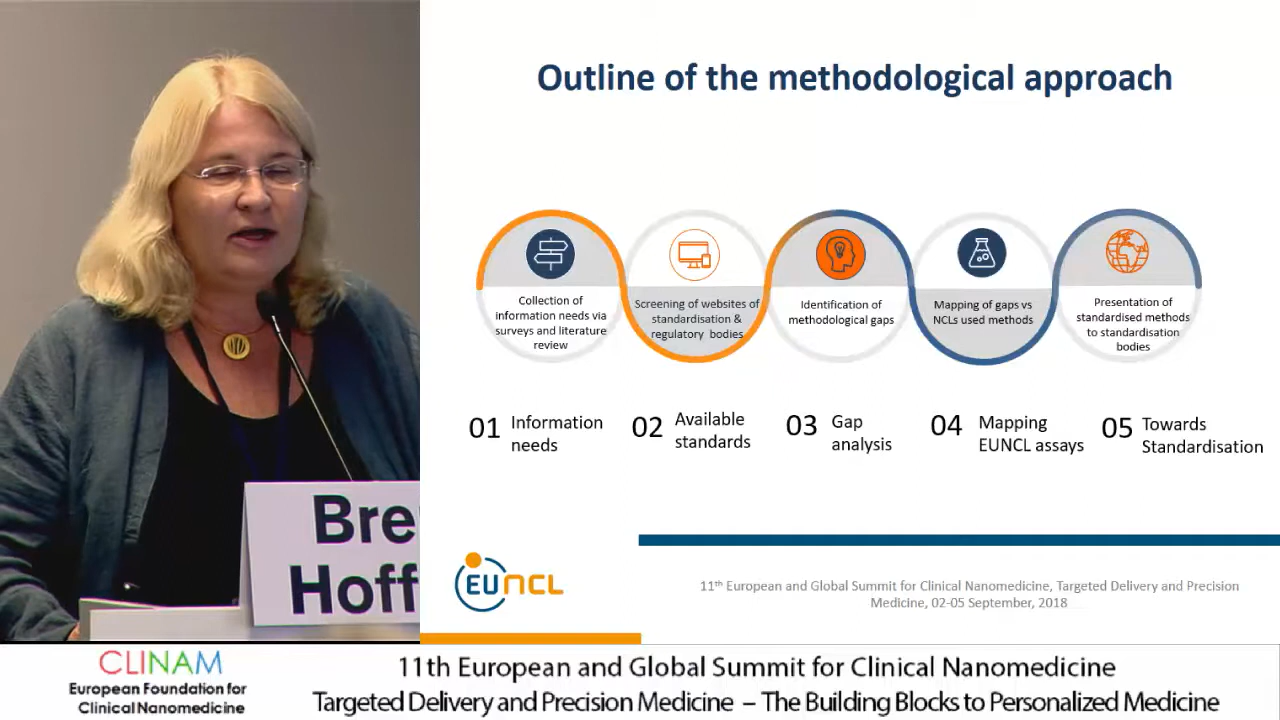 Outline of the methodological approach
Collection of
information needs via
surveys and literature
review
Screening of websites of
standardisation &
regulatory bodies
Identification of
methodological gaps
Mapping of gaps vs
NCLs used methods
Presentation of
standardised methods
to standardisation
bodies
01 Information
needs
02 Available
standards
03 Gap
analysis
04 Mapping
EUNCL assays
05 Towards
Standardisation
Hoff
EUNCL
11th European and Global Summit for Clinical Nanomedicine, Targeted Delivery and Precision
Medicine, 02-05 September, 2018
CLINAM
European Foundation for
Clinical Nanomedicine
11th European and Global Summit for Clinical Nanomedicine
Targeted Delivery and Precision Medicine – The Building Blocks to Personalized Medicine